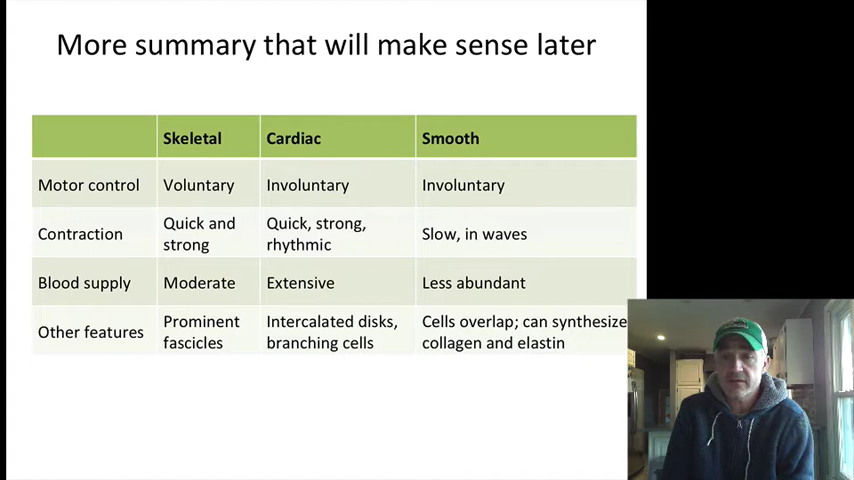 More summary that will make sense later
Skeletal Cardiac Smooth
Motor control Voluntary Involuntary Involuntary
Contraction Quick and strong Quick, strong, rhythmic Slow, in waves
Blood supply Moderate Extensive Less abundant
Other features Prominent fascicles Intercalated disks, branching cells Cells overlap; can synthesize collagen and elastin